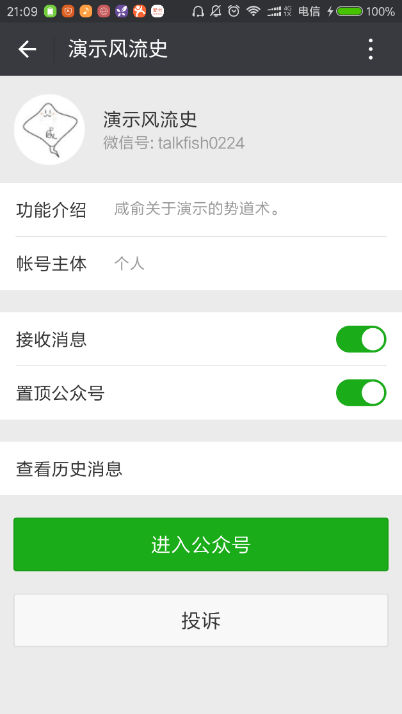 21:09 4G 1X 电信 100%
演示风流史
演示风流史
微信号: talkfish0224
功能介绍 咸俞关于演示的势道术。
帐号主体 个人
接收消息
置顶公众号
查看历史消息
进入公众号
投诉